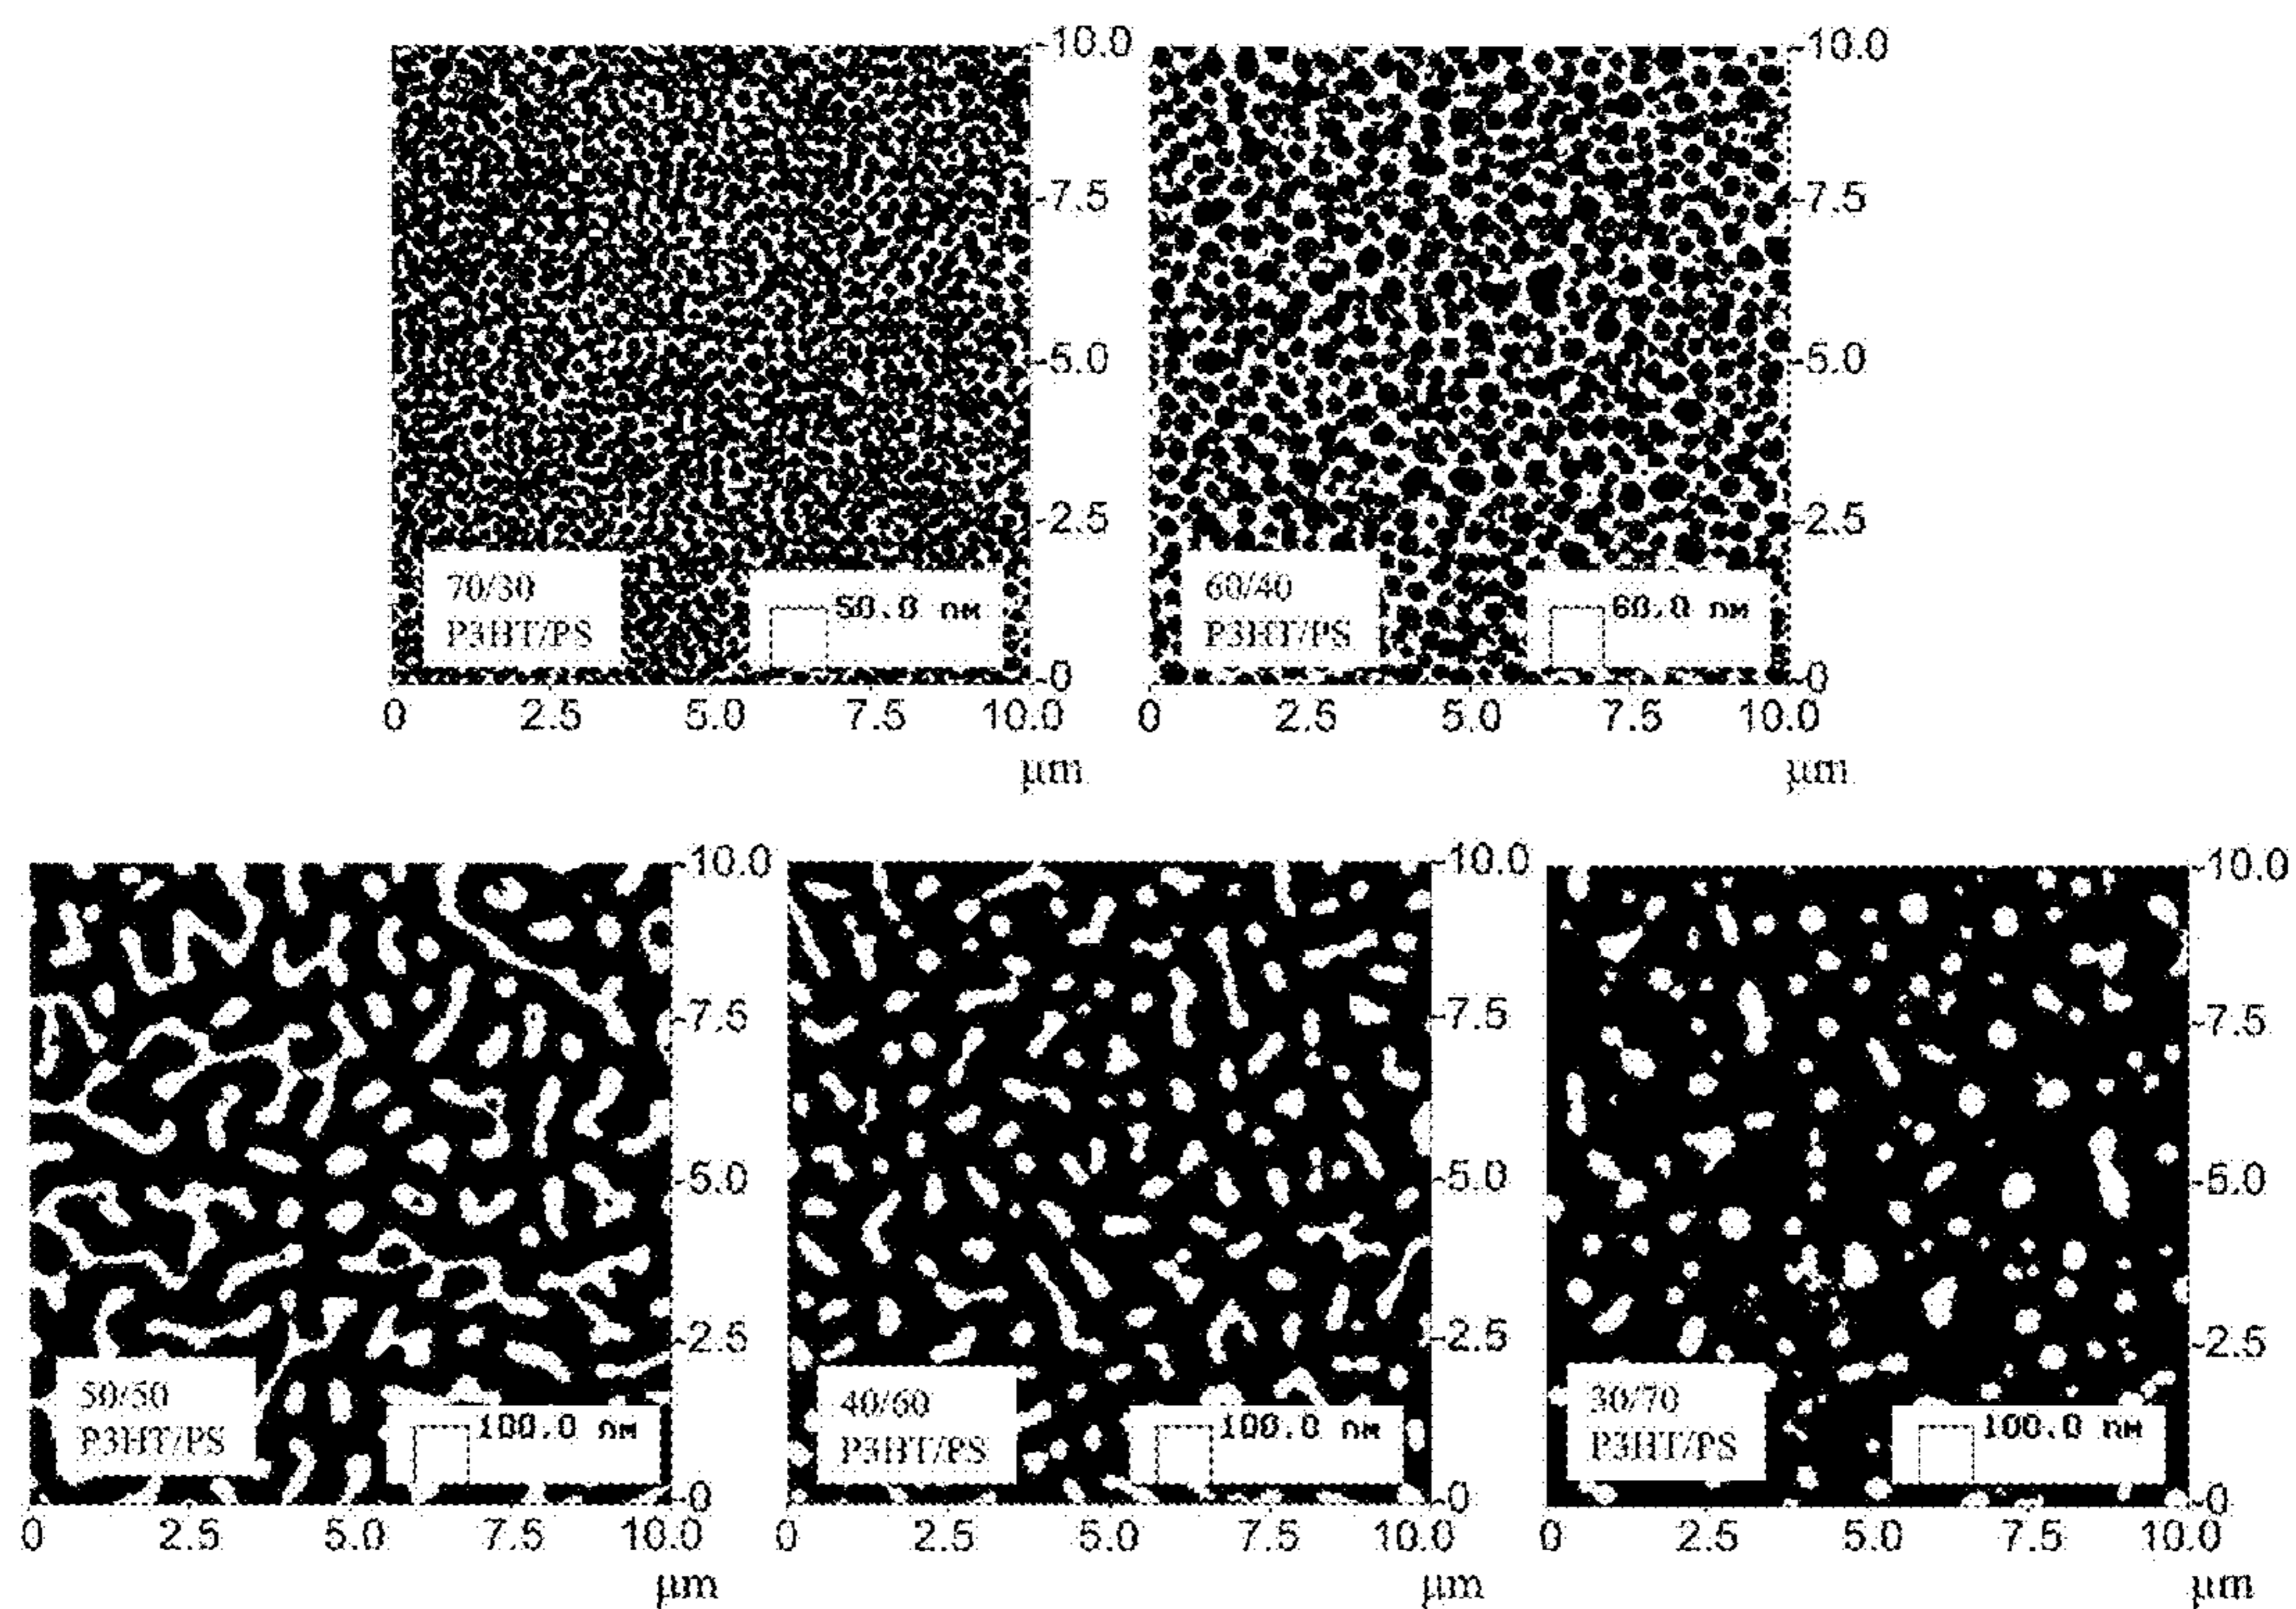 10.0 10.0
7.5 7.5
5.0 5.0
2.5 2.5
70/30 60/40
P3HT/PS P3HT/PS
50.0 nm 60.0 nm
0 0
0 2.5 5.0 7.5 10.0 0 2.5 5.0 7.5 10.0
μm μm
10.0 10.0 10.0
7.5 7.5 7.5
5.0 5.0 5.0
2.5 2.5 2.5
50/50 40/60 30/70
P3HT/PS P3HT/PS P3HT/PS
100.0 nm 100.0 nm 100.0 nm
0 0 0
0 2.5 5.0 7.5 10.0 0 2.5 5.0 7.5 10.0 0 2.5 5.0 7.5 10.0
μm μm μm